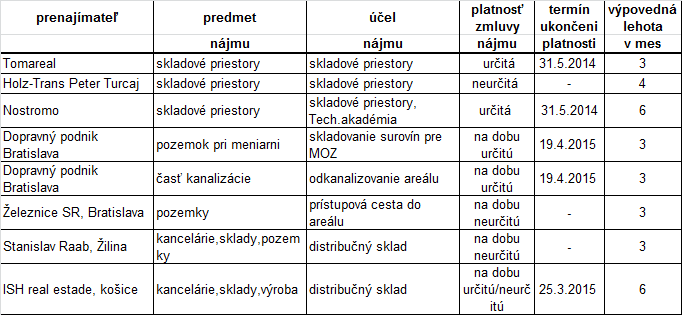 prenajímateľ predmet účel platnosť zmluvy termín ukončeni výpovedná lehota
nájmu nájmu nájmu platnosti v mes
Tomareal skladové priestory skladové priestory určitá 31.5.2014 3
Holz-Trans Peter Turcaj skladové priestory skladové priestory neurčitá - 4
Nostromo skladové priestory skladové priestory, Tech.akadémia určitá 31.5.2014 6
Dopravný podnik Bratislava pozemok pri meniarni skladovanie surovín pre MOZ na dobu určitú 19.4.2015 3
Dopravný podnik Bratislava časť kanalizácie odkanalizovanie areálu na dobu určitú 19.4.2015 3
Železnice SR, Bratislava pozemky prístupová cesta do areálu na dobu neurčitú - 3
Stanislav Raab, Žilina kancelárie,sklady,pozemky distribučný sklad na dobu neurčitú - 3
ISH real estade, košice kancelárie,sklady,výroba distribučný sklad na dobu určitú/neurčitú 25.3.2015 6